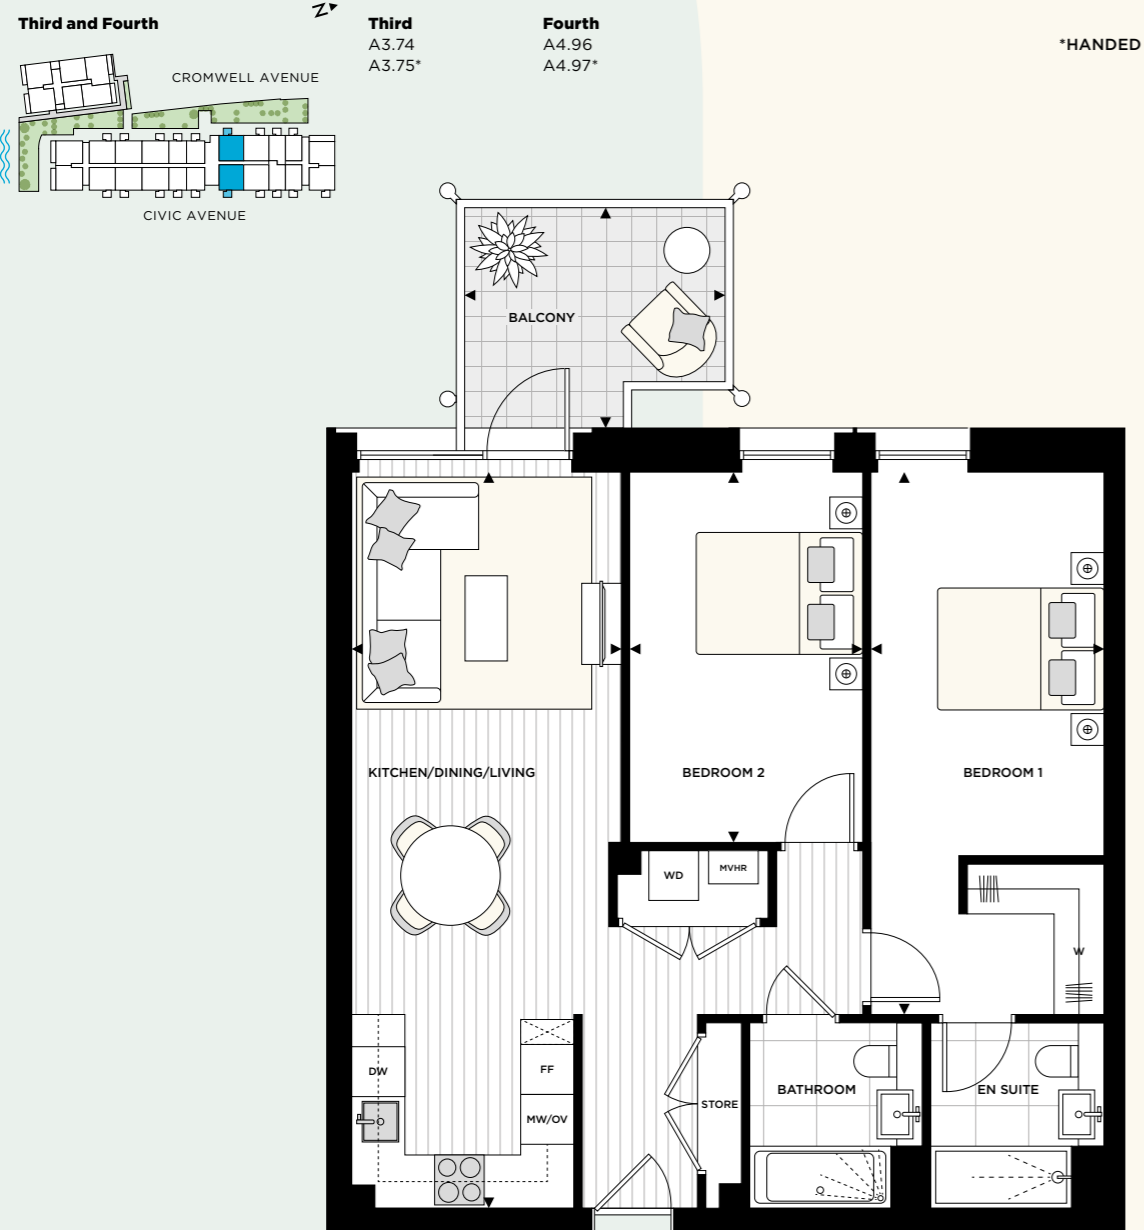 N
Third and Fourth
Third
A3.74
A3.75*
Fourth
A4.96
A4.97*
*HANDED
CROMWELL AVENUE
CIVIC AVENUE
BALCONY
KITCHEN/DINING/LIVING
BEDROOM 2
BEDROOM 1
WD
MVHR
W
DW
FF
MW/OV
STORE
BATHROOM
EN SUITE